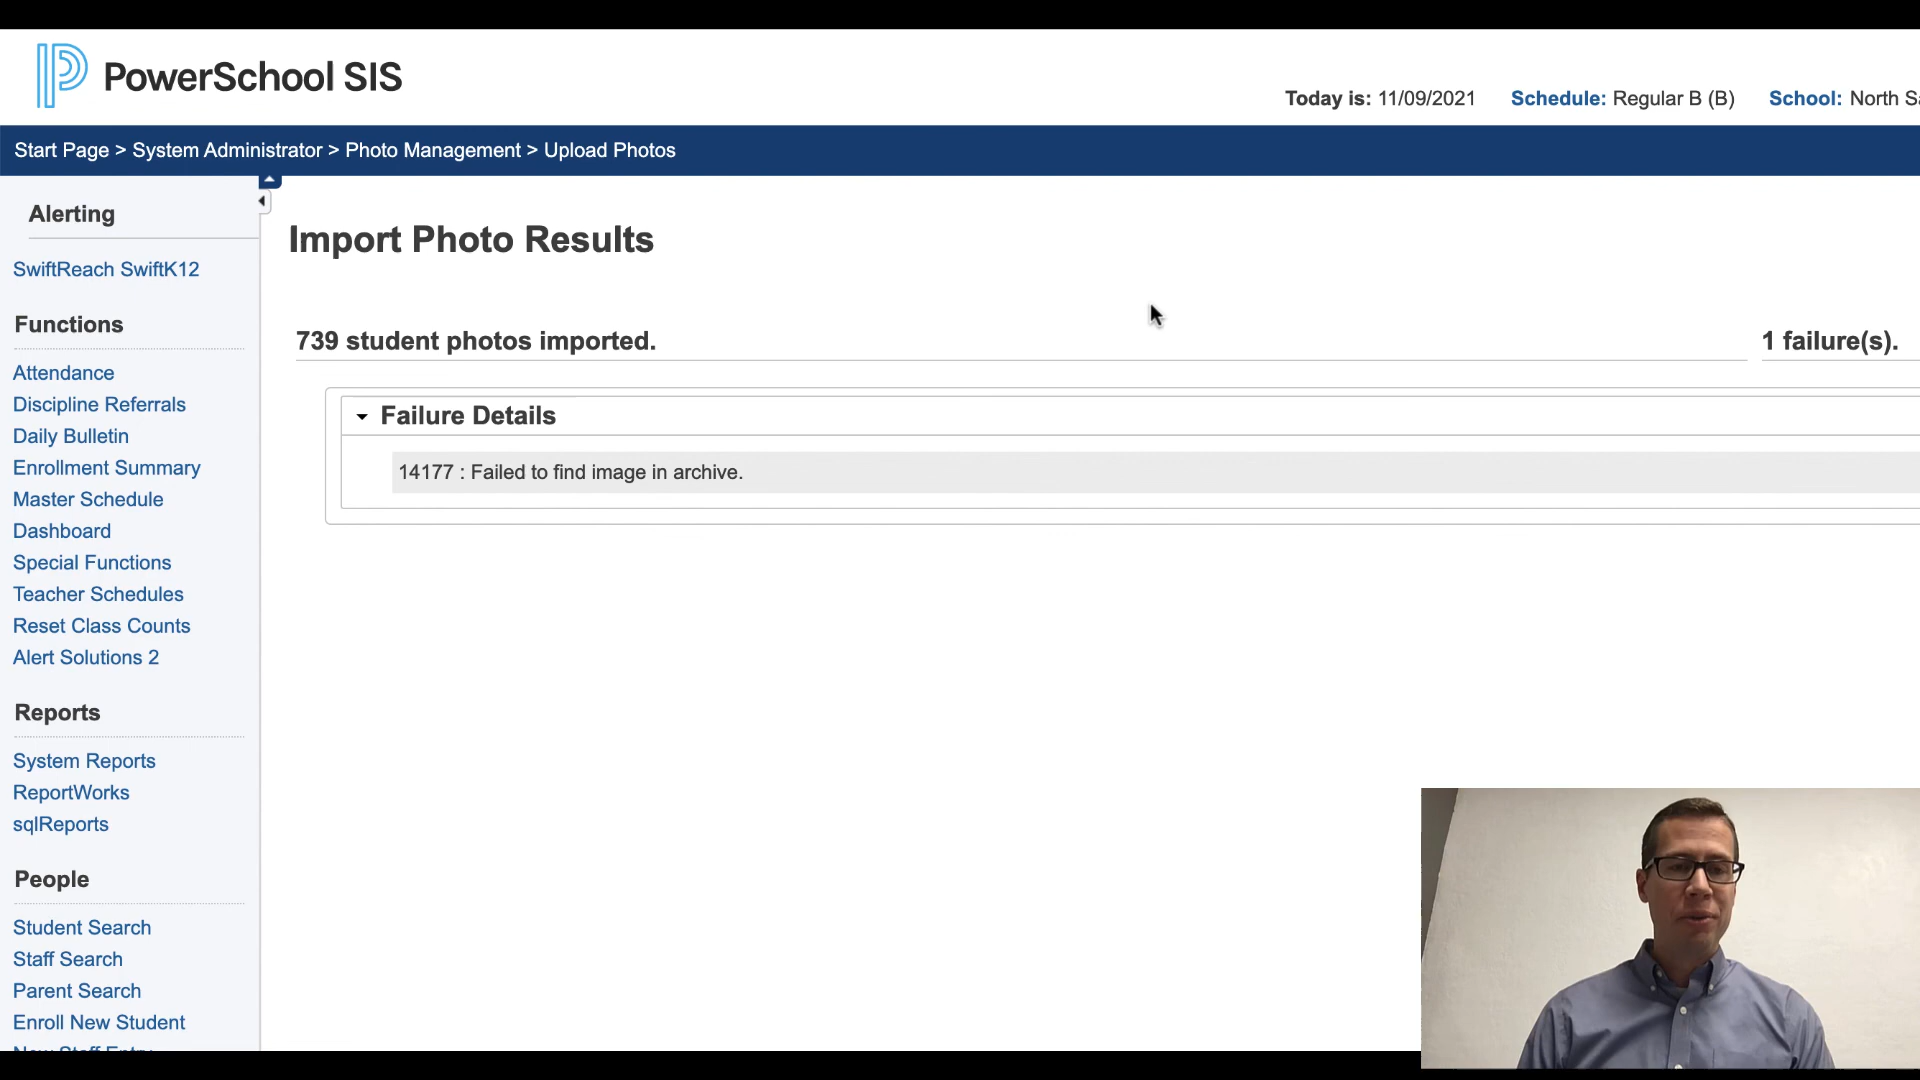 PowerSchool SIS
Today is: 11/09/2021 Schedule: Regular B (B) School: North
Start Page > System Administrator > Photo Management > Upload Photos
Alerting
SwiftReach SwiftK12
Functions
Attendance
Discipline Referrals
Daily Bulletin
Enrollment Summary
Master Schedule
Dashboard
Special Functions
Teacher Schedules
Reset Class Counts
Alert Solutions 2
Reports
System Reports
ReportWorks
sqlReports
People
Student Search
Staff Search
Parent Search
Enroll New Student
New Staff Entry
Import Photo Results
739 student photos imported.
1 failure(s).
Failure Details
14177 : Failed to find image in archive.